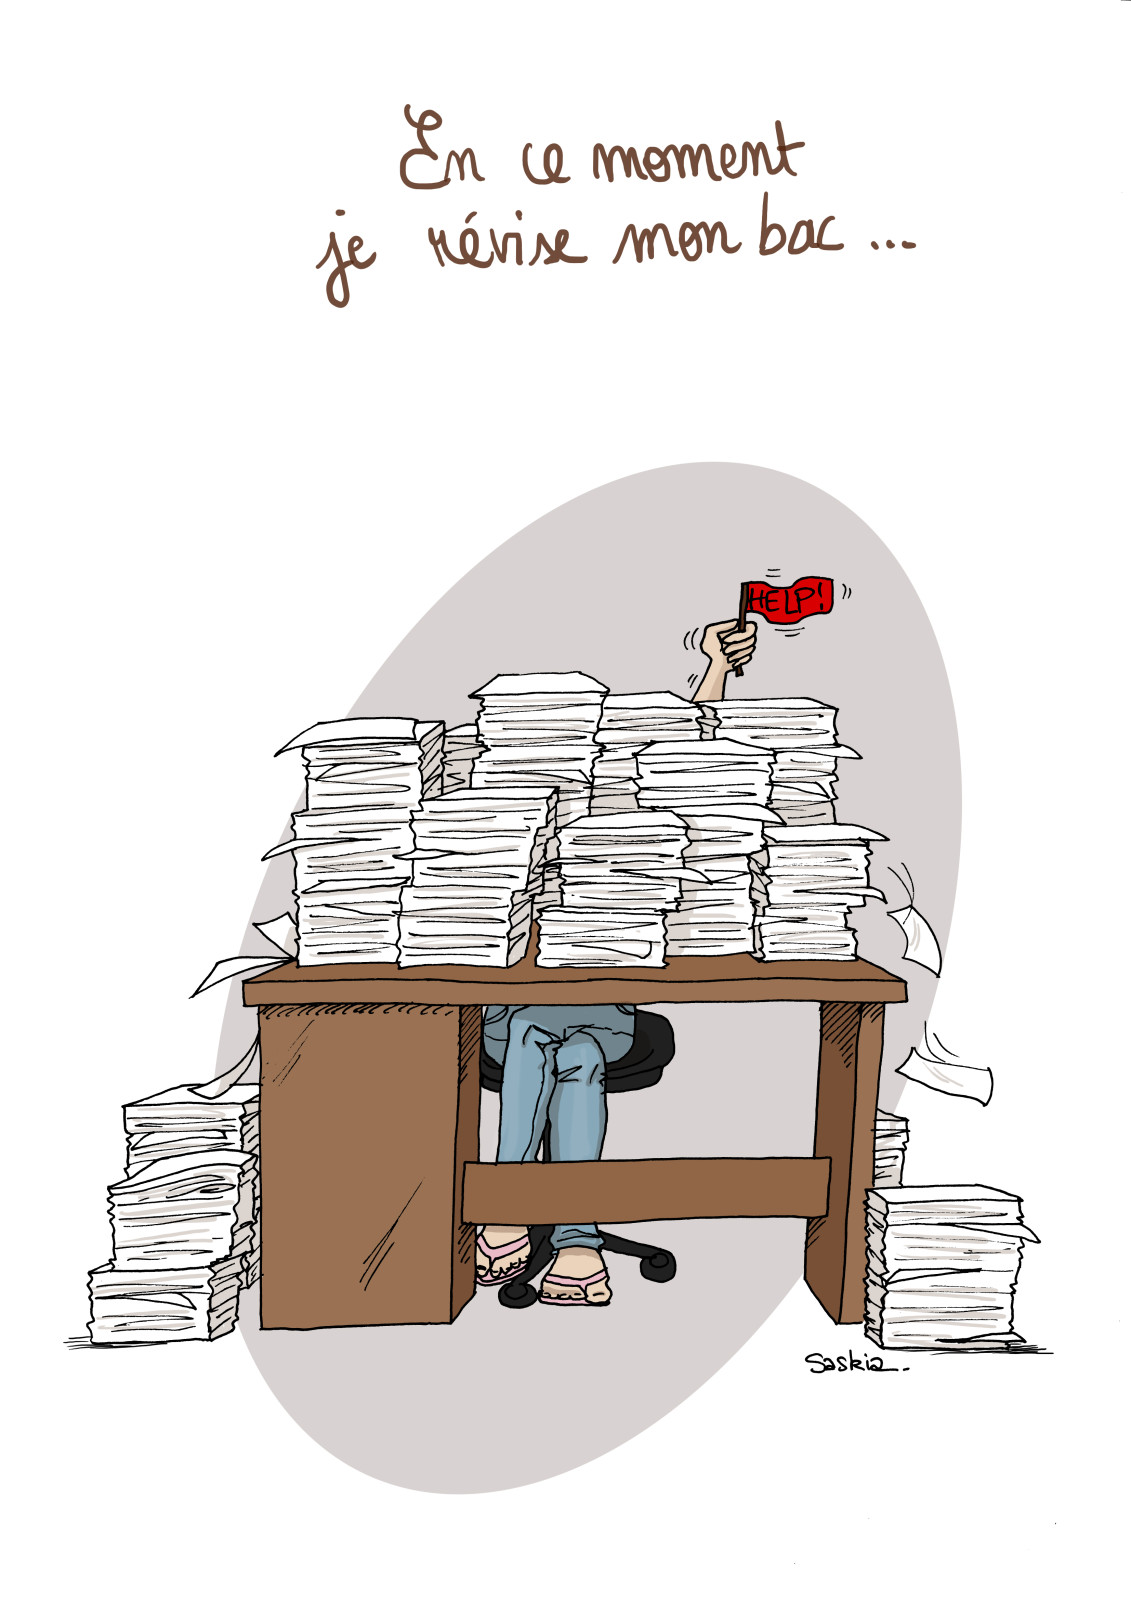 En ce moment
je révise mon bac ...
HELP!
Saskia.